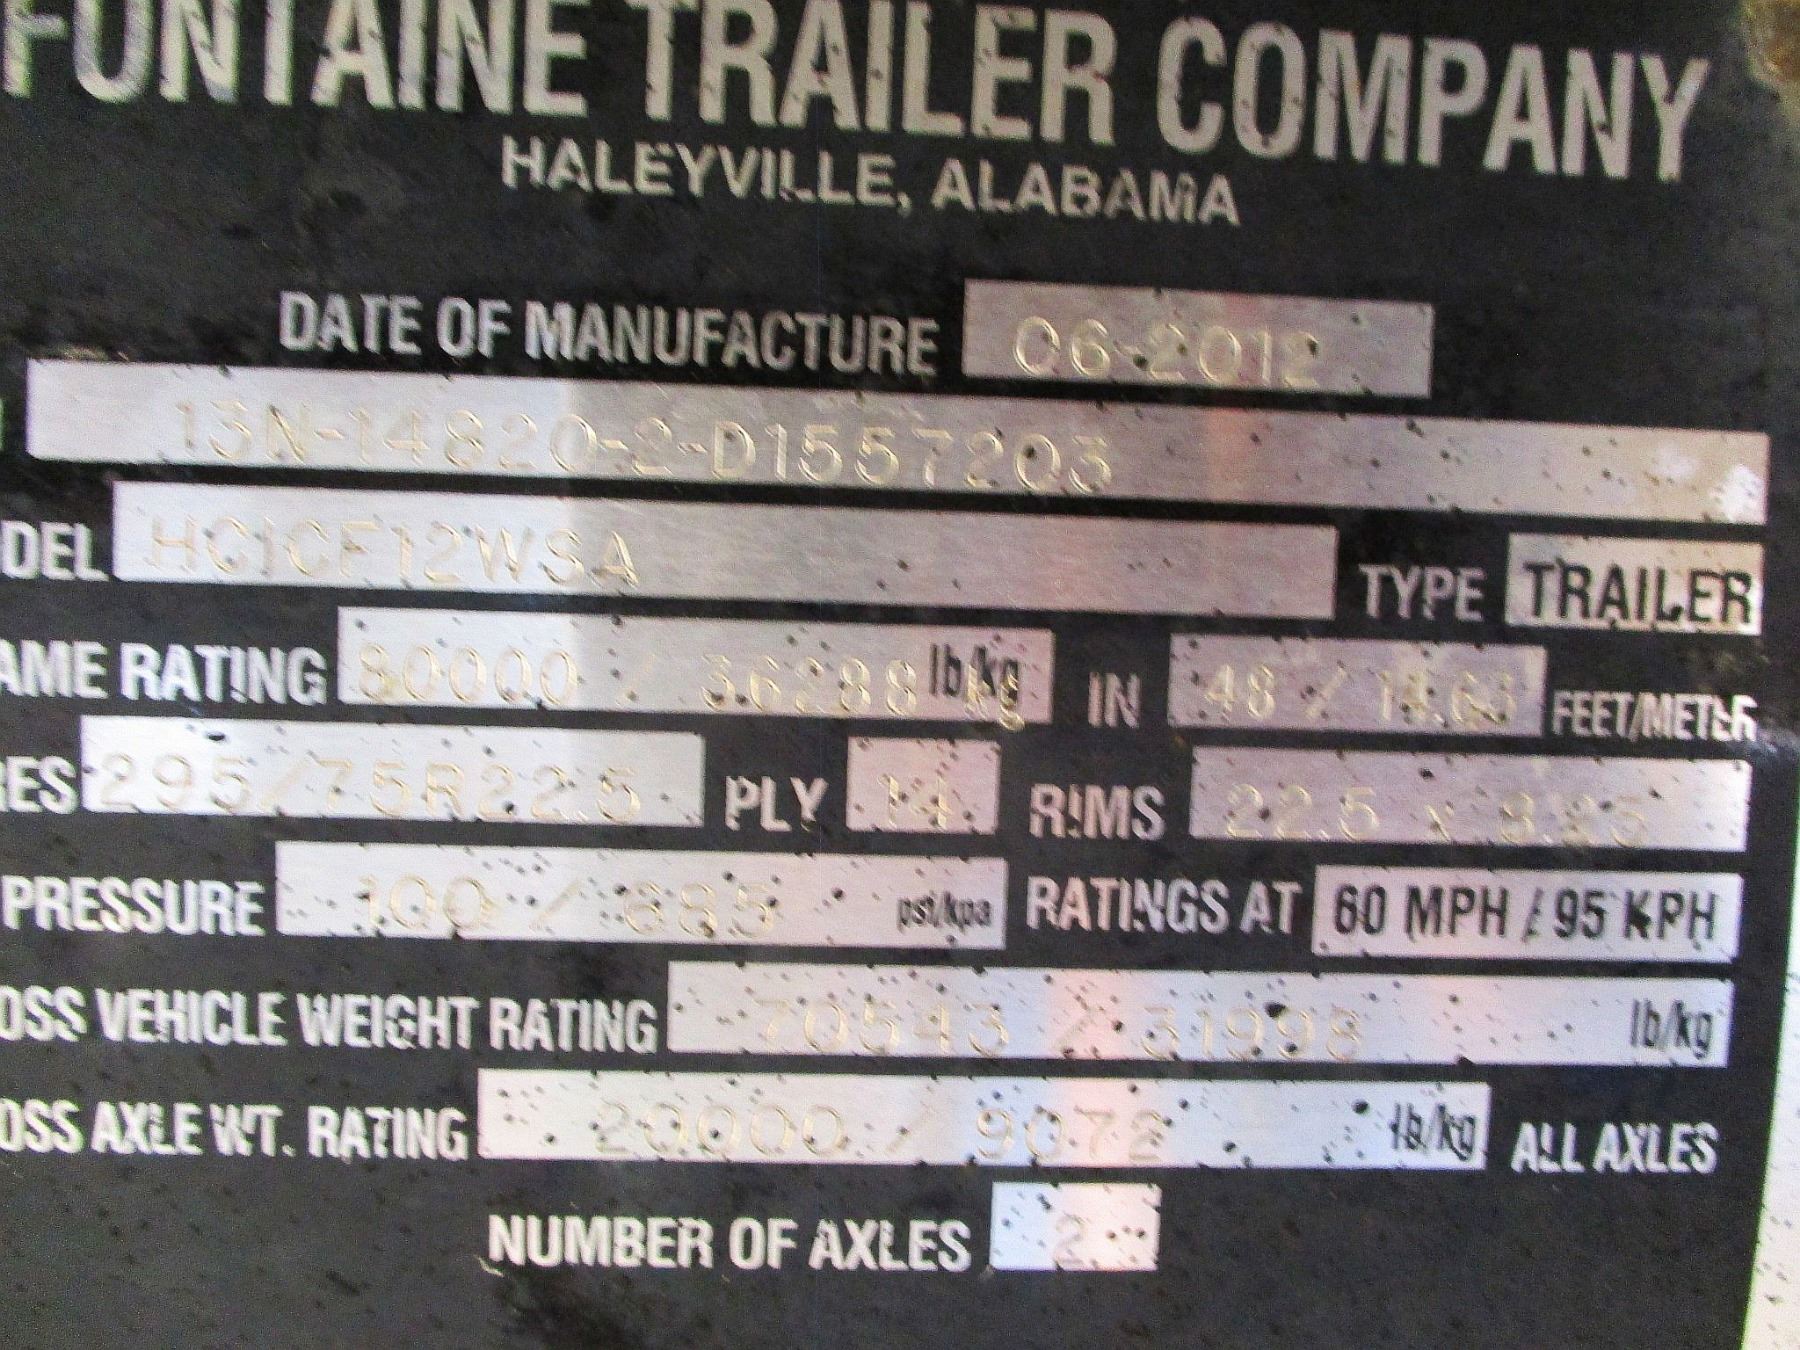 FONTAINE TRAILER COMPANY
HALEYVILLE, ALABAMA
DATE OF MANUFACTURE 06-2012
13N-14820-2-D1557203
DEL HCICF12WSA TYPE TRAILER
AME RATING 80000 / 36288 lb/kg IN 48 / 14.63 FEET/METER
RES 295/75R22.5 PLY 14 RIMS 22.5 x 8.25
PRESSURE 100 / 685 psi/kpa RATINGS AT 60 MPH / 95 KPH
OSS VEHICLE WEIGHT RATING 70543 / 31998 lb/kg
OSS AXLE WT. RATING 20000 / 9072 lb/kg ALL AXLES
NUMBER OF AXLES 2